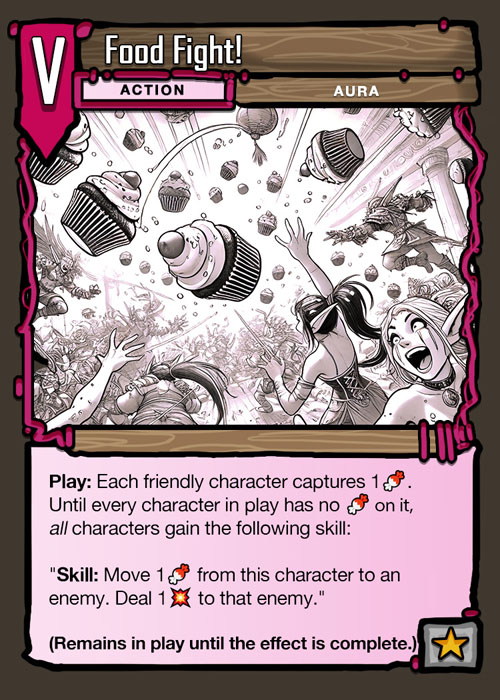 V
Food Fight!
ACTION
AURA
Play: Each friendly character captures 1 .
Until every character in play has no on it,
all characters gain the following skill:
"Skill: Move 1 from this character to an
enemy. Deal 1 to that enemy."
(Remains in play until the effect is complete.)